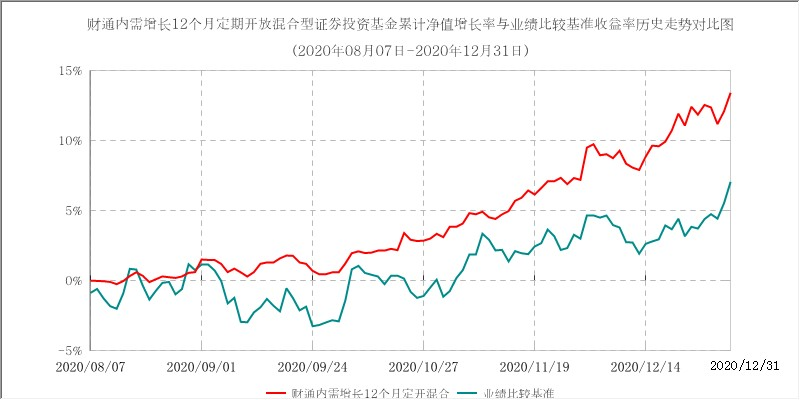 财通内需增长12个月定期开放混合型证券投资基金累计净值增长率与业绩比较基准收益率历史走势对比图
(2020年08月07日-2020年12月31日)
15%
10%
5%
0%
-5%
2020/08/07 2020/09/01 2020/09/24 2020/10/27 2020/11/19 2020/12/14 2020/12/31
财通内需增长12个月定开混合 业绩比较基准